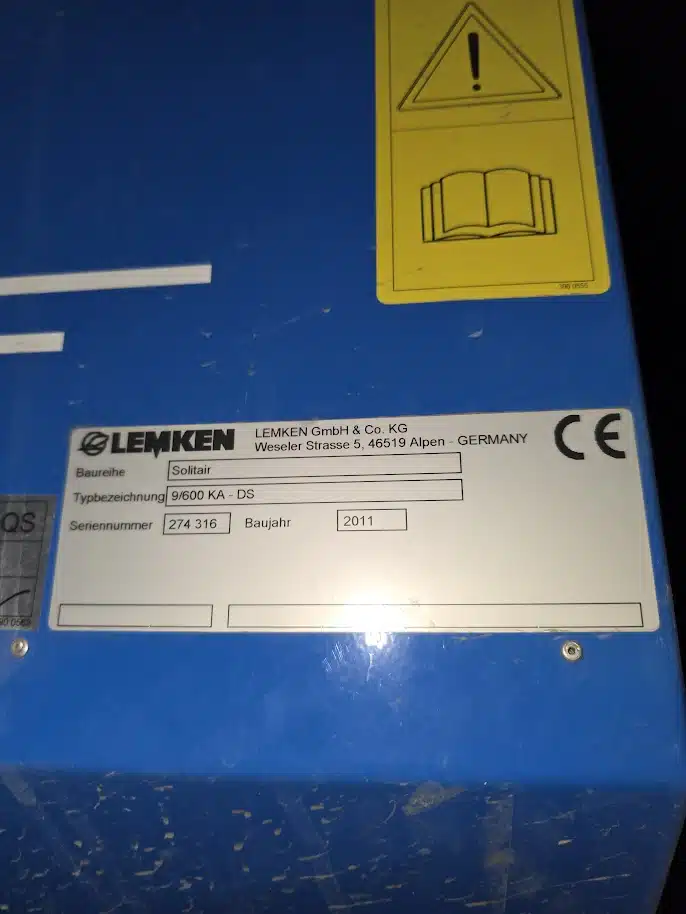 LEMKEN
LEMKEN GmbH & Co. KG
Weseler Strasse 5, 46519 Alpen - GERMANY
CE
Baureihe Solitair
Typbezeichnung 9/600 KA - DS
Seriennummer 274 316 Baujahr 2011
QS